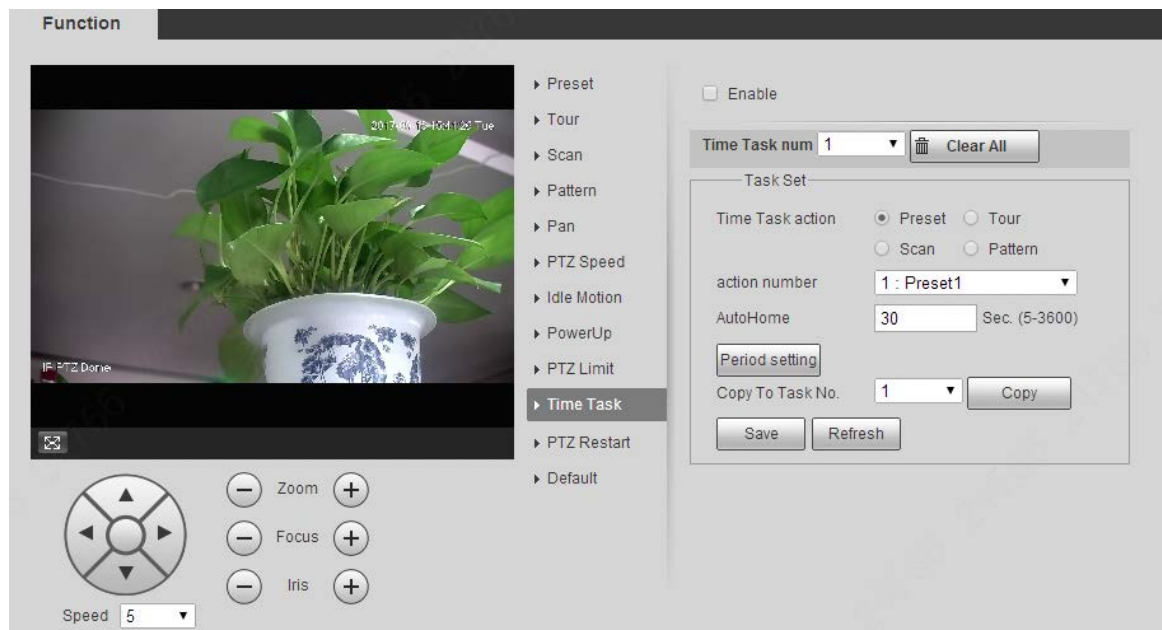 Function
Preset
Tour
Scan
Pattern
Pan
PTZ Speed
Idle Motion
PowerUp
PTZ Limit
Time Task
PTZ Restart
Default
Enable
Time Task num 1 Clear All
Task Set
Time Task action Preset Tour
Scan Pattern
action number 1 : Preset1
AutoHome 30 Sec. (5-3600)
Period setting
Copy To Task No. 1 Copy
Save Refresh
Tue
PTZ Dome
Zoom
Focus
Iris
Speed 5